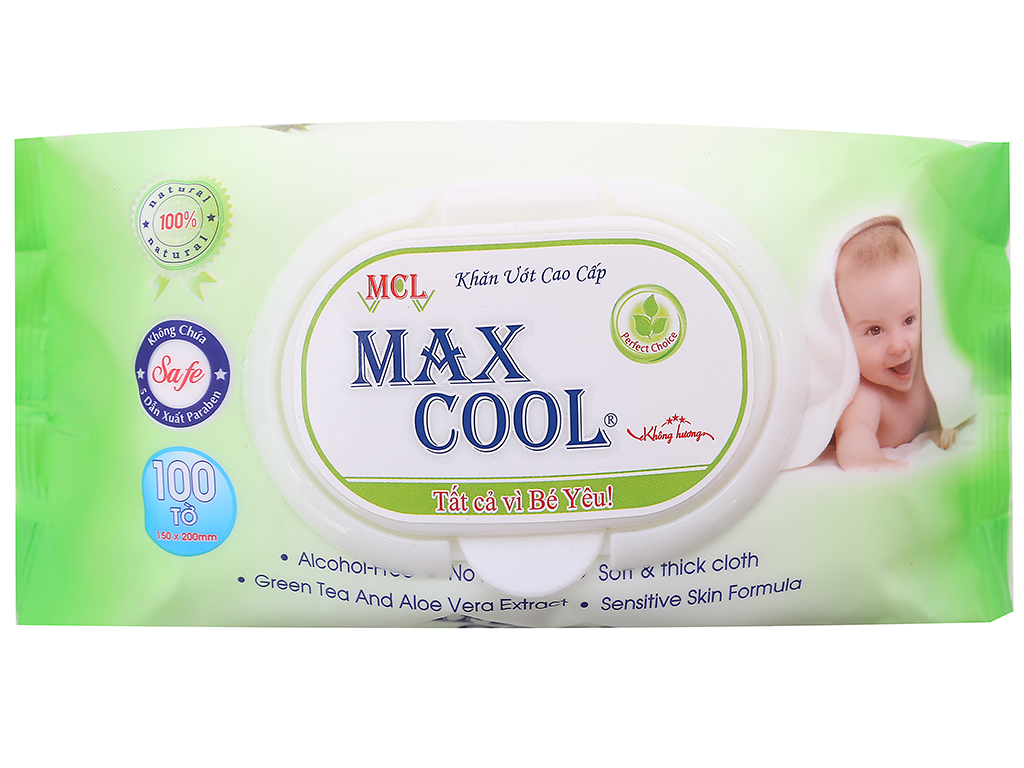 natural
100%
natural
Không Chứa
Safe
5 Dẫn Xuất Paraben
100
TỜ
150 x 200mm
MCL
Khăn Ướt Cao Cấp
MAX
COOL®
Perfect Choice
Không hương
Tất cả vì Bé Yêu!
• Alcohol-Free • No • Soft & thick cloth
• Green Tea And Aloe Vera Extract • Sensitive Skin Formula